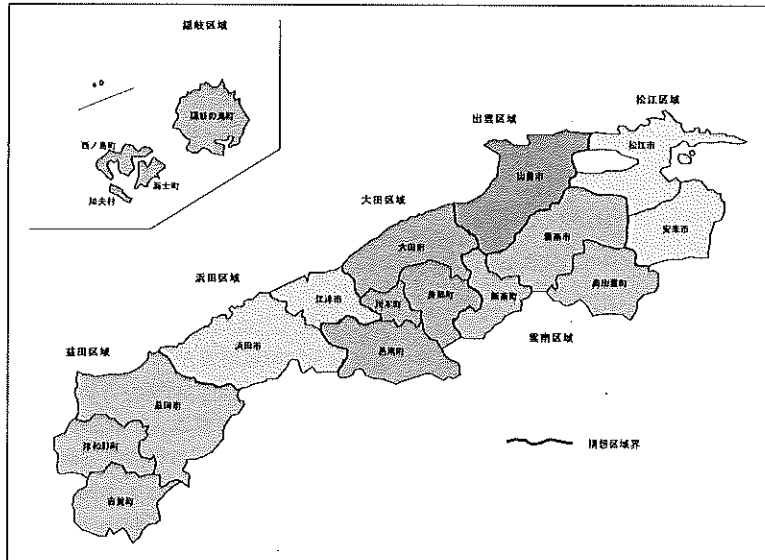 隠岐区域
隠岐の島町
西ノ島町
海士町
知夫村
松江区域
出雲区域
松江市
出雲市
大田区域
安来市
雲南市
大田市
奥出雲町
浜田区域
江津市
川本町
美郷町
飯南町
浜田市
邑南町
雲南区域
益田区域
益田市
津和野町
吉賀町
構想区域界